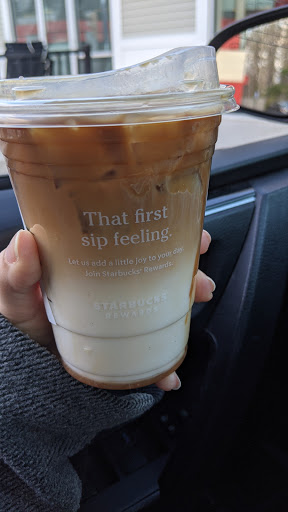 That first
sip feeling.
Let us add a little joy to your day.
Join Starbucks® Rewards.
STARBUCKS
REWARDS